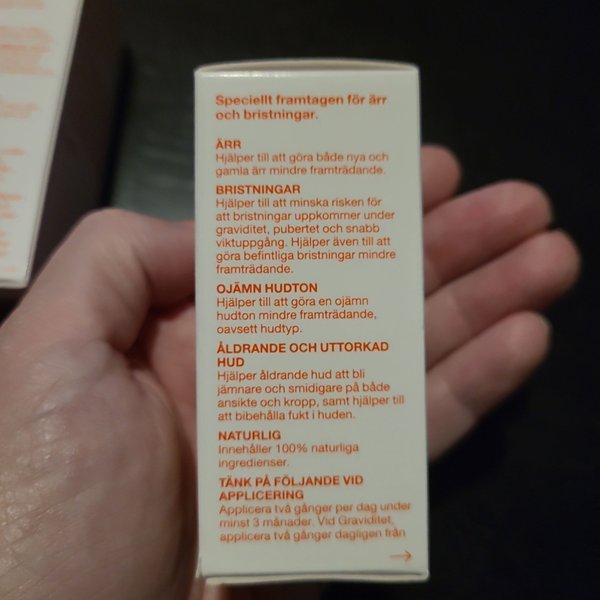 Speciellt framtagen för ärr
och bristningar.
ÄRR
Hjälper till att göra både nya och
gamla ärr mindre framträdande.
BRISTNINGAR
Hjälper till att minska risken för
att bristningar uppkommer under
graviditet, pubertet och snabb
viktuppgång. Hjälper även till att
göra befintliga bristningar mindre
framträdande.
OJÄMN HUDTON
Hjälper till att göra en ojämn
hudton mindre framträdande,
oavsett hudtyp.
ÅLDRANDE OCH UTTORKAD
HUD
Hjälper åldrande hud att bli
jämnare och smidigare på både
ansikte och kropp, samt hjälper till
att bibehålla fukt i huden.
NATURLIG
Innehåller 100% naturliga
ingredienser.
TÄNK PÅ FÖLJANDE VID
APPLICERING
Applicera två gånger per dag under
minst 3 månader. Vid Graviditet,
applicera två gånger dagligen från